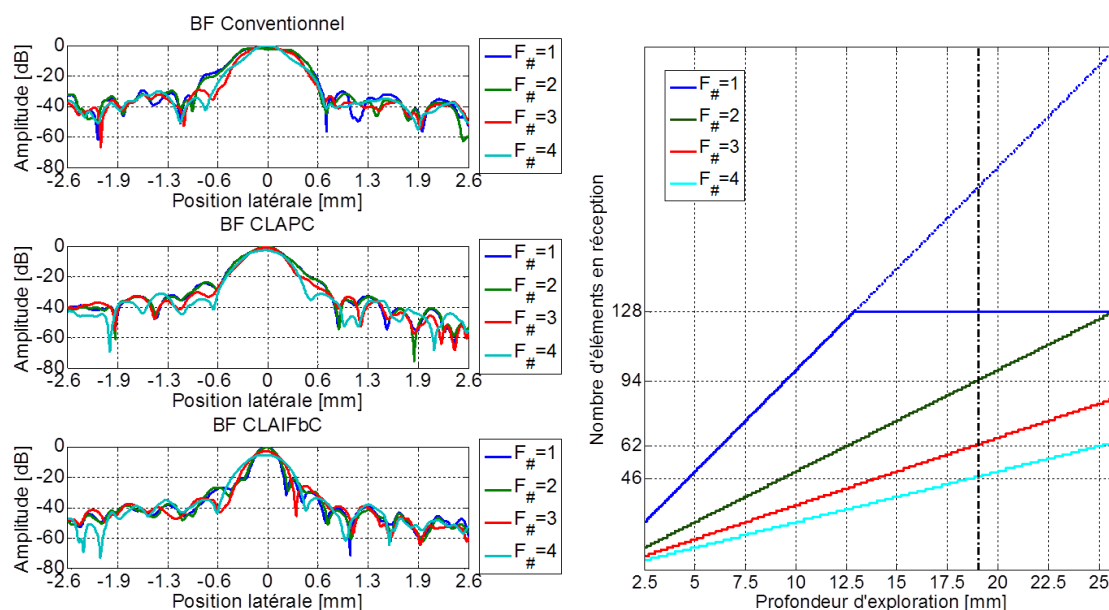 BF Conventionnel
Amplitude [dB]
0
-20
-40
-60
-80
-2.6 -1.9 -1.3 -0.6 0 0.6 1.3 1.9 2.6
Position latérale [mm]
F#=1
F#=2
F#=3
F#=4
BF CLAPC
Amplitude [dB]
0
-20
-40
-60
-80
-2.6 -1.9 -1.3 -0.6 0 0.6 1.3 1.9 2.6
Position latérale [mm]
F#=1
F#=2
F#=3
F#=4
BF CLAIFbC
Amplitude [dB]
0
-20
-40
-60
-80
-2.6 -1.9 -1.3 -0.6 0 0.6 1.3 1.9 2.6
Position latérale [mm]
F#=1
F#=2
F#=3
F#=4
Nombre d'éléments en réception
128
94
62
46
F#=1
F#=2
F#=3
F#=4
2.5 5 7.5 10 12.5 15 17.5 20 22.5 25
Profondeur d'exploration [mm]